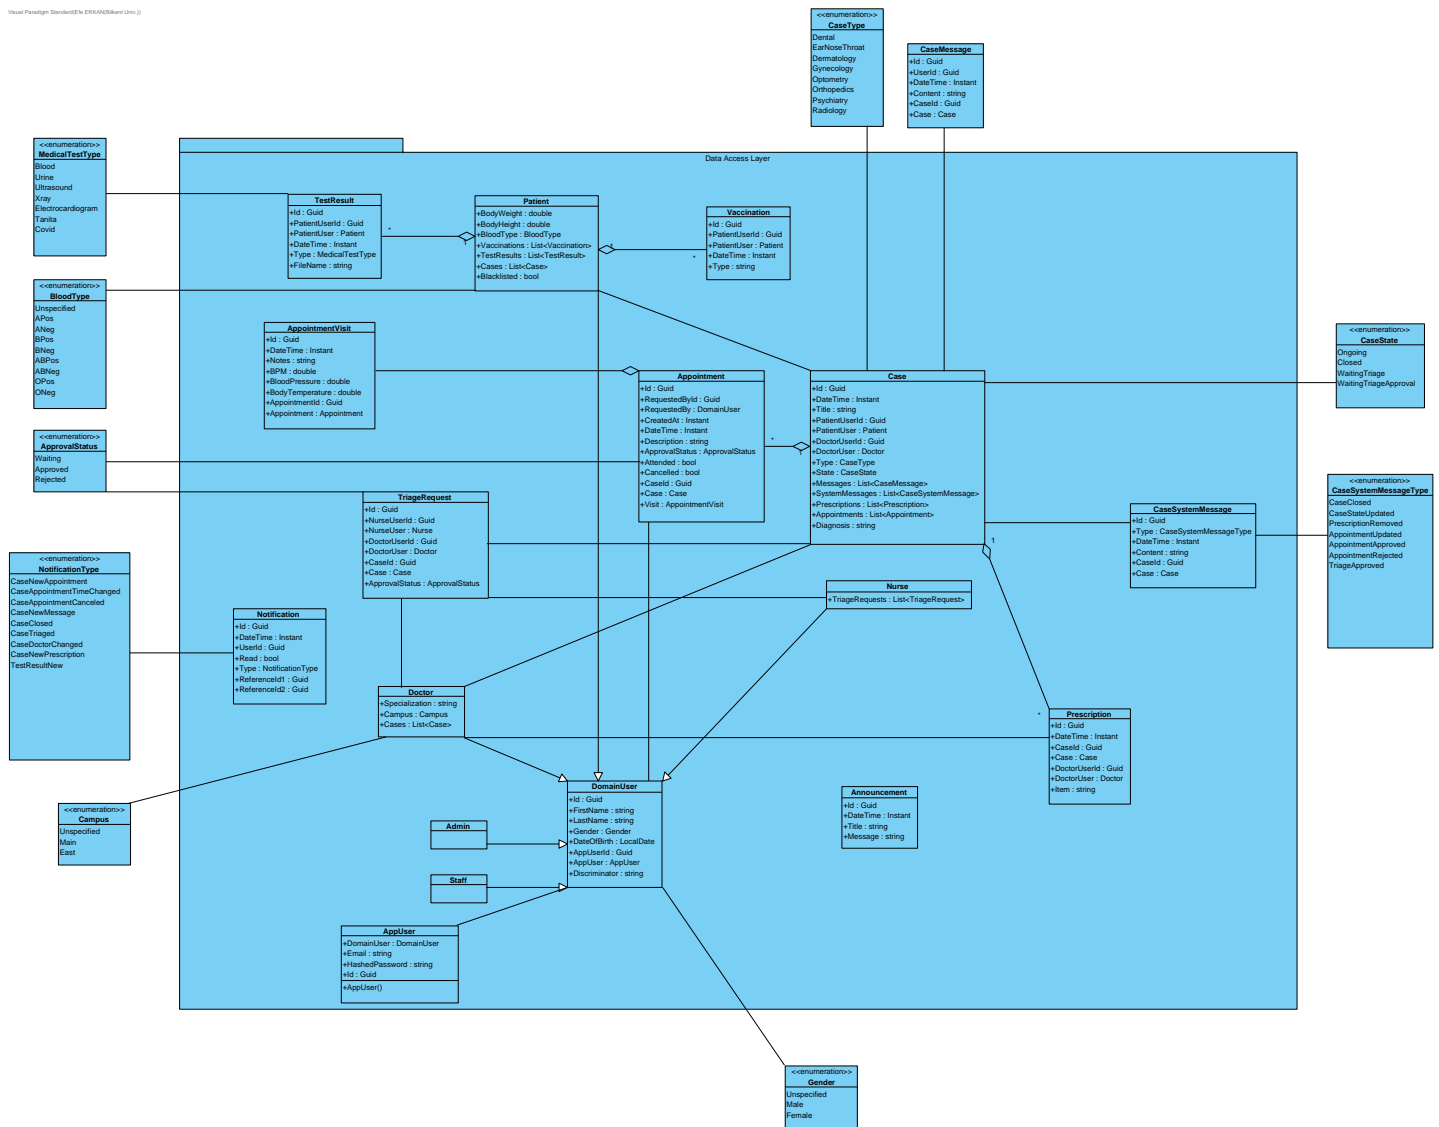 Visual Paradigm Standard(Efe ERKAN(Bilkent Univ.))
<<enumeration>>
CaseType
Dental
EarNoseThroat
Dermatology
Gynecology
Optometry
Orthopedics
Psychiatry
Radiology
CaseMessage
+Id : Guid
+UserId : Guid
+DateTime : Instant
+Content : string
+CaseId : Guid
+Case : Case
<<enumeration>>
MedicalTestType
Blood
Urine
Ultrasound
Xray
Electrocardiogram
Tanita
Covid
Data Access Layer
TestResult
+Id : Guid
+PatientUserId : Guid
+PatientUser : Patient
+DateTime : Instant
+Type : MedicalTestType
+FileName : string
*
1
Patient
+BodyWeight : double
+BodyHeight : double
+BloodType : BloodType
+Vaccinations : List<Vaccination>
+TestResults : List<TestResult>
+Cases : List<Case>
+Blacklisted : bool
1
*
Vaccination
+Id : Guid
+PatientUserId : Guid
+PatientUser : Patient
+DateTime : Instant
+Type : string
<<enumeration>>
BloodType
Unspecified
APos
ANeg
BPos
BNeg
ABPos
ABNeg
OPos
ONeg
AppointmentVisit
+Id : Guid
+DateTime : Instant
+Notes : string
+BPM : double
+BloodPressure : double
+BodyTemperature : double
+AppointmentId : Guid
+Appointment : Appointment
Appointment
+Id : Guid
+RequestedById : Guid
+RequestedBy : DomainUser
+CreatedAt : Instant
+DateTime : Instant
+Description : string
+ApprovalStatus : ApprovalStatus
+Attended : bool
+Cancelled : bool
+CaseId : Guid
+Case : Case
+Visit : AppointmentVisit
*
1
Case
+Id : Guid
+DateTime : Instant
+Title : string
+PatientUserId : Guid
+PatientUser : Patient
+DoctorUserId : Guid
+DoctorUser : Doctor
+Type : CaseType
+State : CaseState
+Messages : List<CaseMessage>
+SystemMessages : List<CaseSystemMessage>
+Prescriptions : List<Prescription>
+Appointments : List<Appointment>
+Diagnosis : string
<<enumeration>>
CaseState
Ongoing
Closed
WaitingTriage
WaitingTriageApproval
<<enumeration>>
ApprovalStatus
Waiting
Approved
Rejected
TriageRequest
+Id : Guid
+NurseUserId : Guid
+NurseUser : Nurse
+DoctorUserId : Guid
+DoctorUser : Doctor
+CaseId : Guid
+Case : Case
+ApprovalStatus : ApprovalStatus
CaseSystemMessage
+Id : Guid
+Type : CaseSystemMessageType
+DateTime : Instant
+Content : string
+CaseId : Guid
+Case : Case
<<enumeration>>
CaseSystemMessageType
CaseClosed
CaseStateUpdated
PrescriptionRemoved
AppointmentUpdated
AppointmentApproved
AppointmentRejected
TriageApproved
1
<<enumeration>>
NotificationType
CaseNewAppointment
CaseAppointmentTimeChanged
CaseAppointmentCanceled
CaseNewMessage
CaseClosed
CaseTriaged
CaseDoctorChanged
CaseNewPrescription
TestResultNew
Notification
+Id : Guid
+DateTime : Instant
+UserId : Guid
+Read : bool
+Type : NotificationType
+ReferenceId1 : Guid
+ReferenceId2 : Guid
Nurse
+TriageRequests : List<TriageRequest>
Doctor
+Specialization : string
+Campus : Campus
+Cases : List<Case>
*
Prescription
+Id : Guid
+DateTime : Instant
+CaseId : Guid
+Case : Case
+DoctorUserId : Guid
+DoctorUser : Doctor
+Item : string
<<enumeration>>
Campus
Unspecified
Main
East
DomainUser
+Id : Guid
+FirstName : string
+LastName : string
+Gender : Gender
+DateOfBirth : LocalDate
+AppUserId : Guid
+AppUser : AppUser
+Discriminator : string
Announcement
+Id : Guid
+DateTime : Instant
+Title : string
+Message : string
Admin
Staff
AppUser
+DomainUser : DomainUser
+Email : string
+HashedPassword : string
+Id : Guid
+AppUser()
<<enumeration>>
Gender
Unspecified
Male
Female